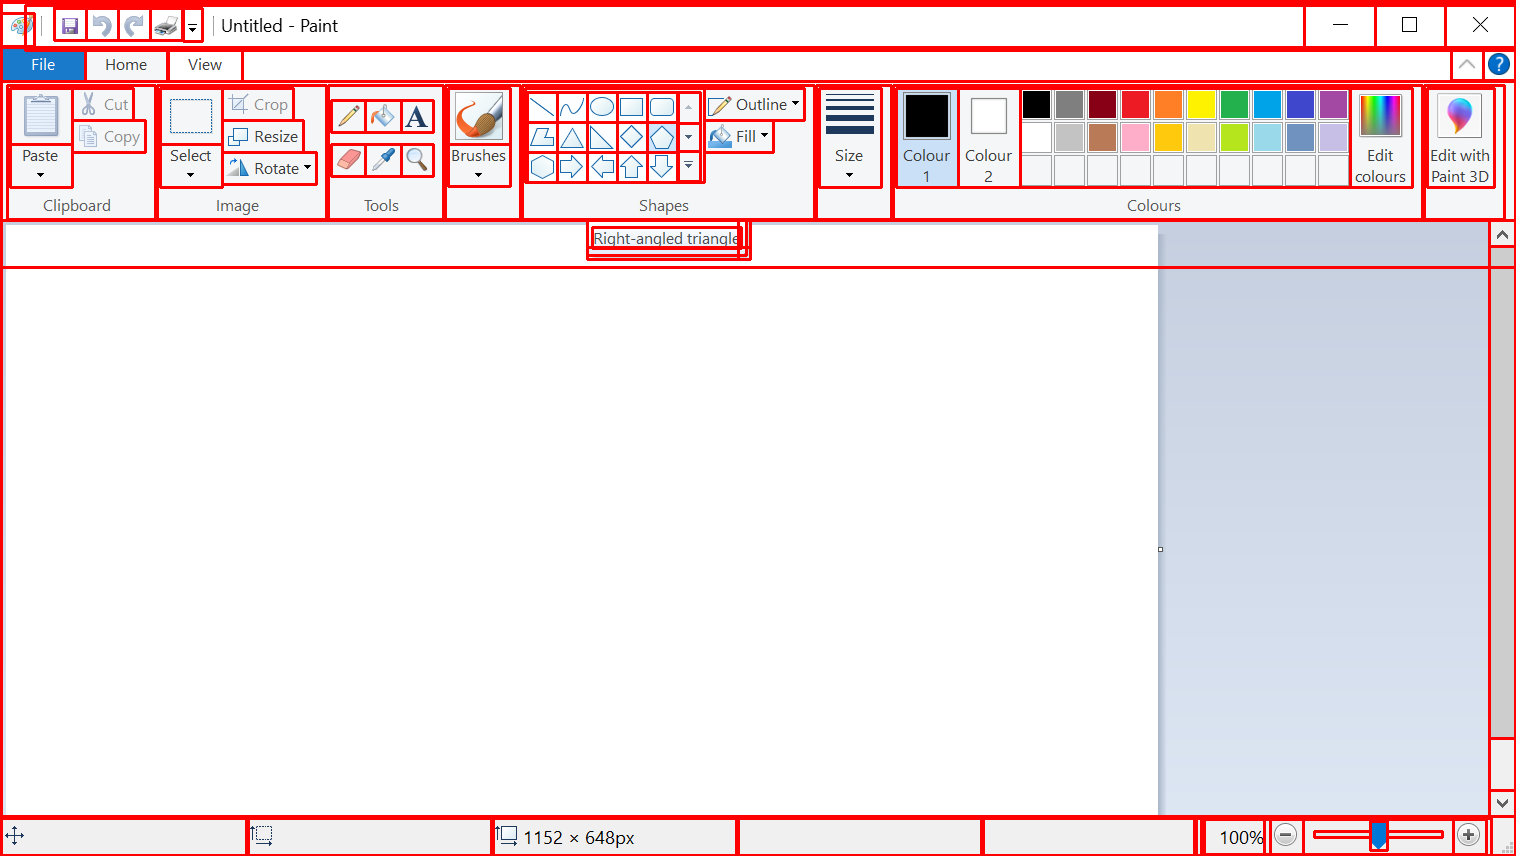 Untitled - Paint
File
Home
View
Paste
Cut
Copy
Clipboard
Select
Crop
Resize
Rotate
Image
A
Tools
Brushes
Outline
Fill
Shapes
Size
Colour
1
Colour
2
Edit
colours
Colours
Edit with
Paint 3D
?
Right-angled triangle
1152 × 648px
100%